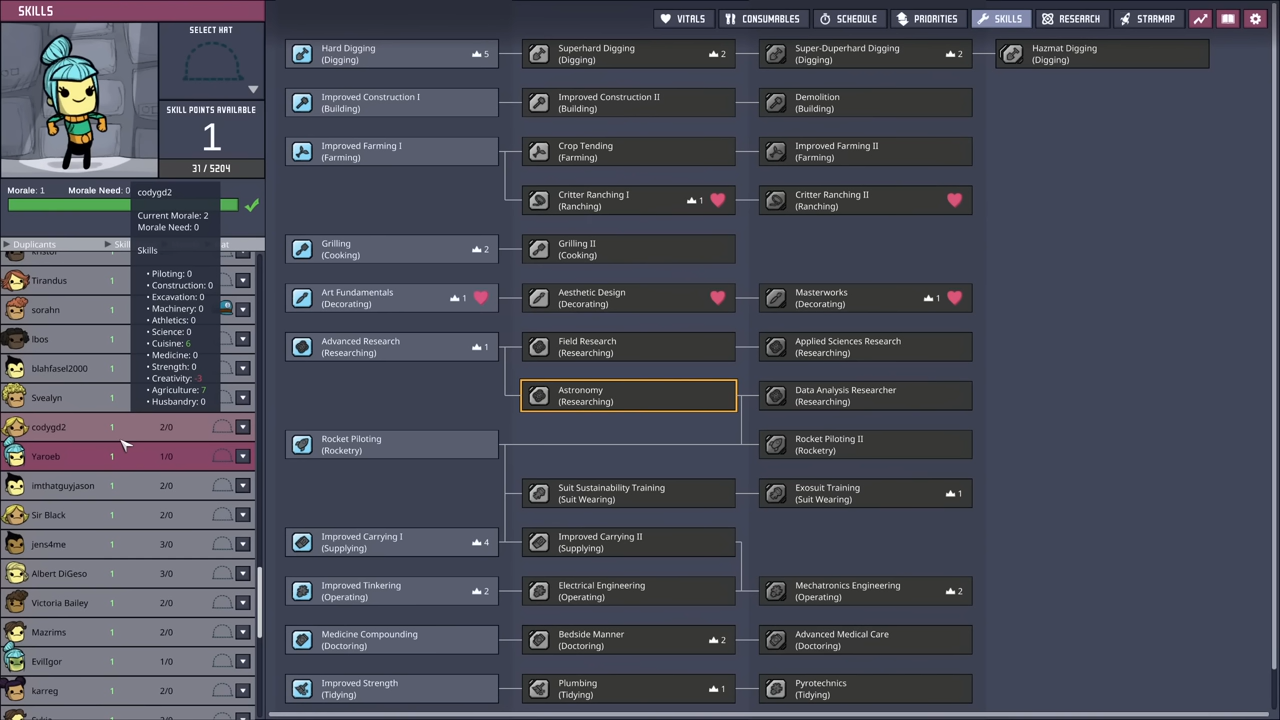 SKILLS
VITALS
CONSUMABLES
SCHEDULE
PRIORITIES
SKILLS
RESEARCH
STARMAP
SELECT HAT
SKILL POINTS AVAILABLE
1
31 / 5204
Morale: 1
Morale Need: 0
codygd2
Current Morale: 2
Morale Need: 0
Skills
• Piloting: 0
• Construction: 0
• Excavation: 0
• Machinery: 0
• Athletics: 0
• Science: 0
• Cuisine: 6
• Medicine: 0
• Strength: 0
• Creativity: -3
• Agriculture: 7
• Husbandry: 0
Duplicants
Tirandus 1
sorahn 1
lbos 1
blahfasel2000 1
Svealyn 1
codygd2 1 2/0
Yaroeb 1 1/0
imthatguyjason 1 2/0
Sir Black 1 2/0
jens4me 1 3/0
Albert DiGeso 1 3/0
Victoria Bailey 1 2/0
Mazrims 1 2/0
Evillgor 1 1/0
karreg 1 2/0
Hard Digging
(Digging)
5
Superhard Digging
(Digging)
2
Super-Duperhard Digging
(Digging)
2
Hazmat Digging
(Digging)
Improved Construction I
(Building)
Improved Construction II
(Building)
Demolition
(Building)
Improved Farming I
(Farming)
Crop Tending
(Farming)
Improved Farming II
(Farming)
Critter Ranching I
(Ranching)
1
Critter Ranching II
(Ranching)
Grilling
(Cooking)
2
Grilling II
(Cooking)
Art Fundamentals
(Decorating)
1
Aesthetic Design
(Decorating)
Masterworks
(Decorating)
1
Advanced Research
(Researching)
1
Field Research
(Researching)
Applied Sciences Research
(Researching)
Astronomy
(Researching)
Data Analysis Researcher
(Researching)
Rocket Piloting
(Rocketry)
Rocket Piloting II
(Rocketry)
Suit Sustainability Training
(Suit Wearing)
Exosuit Training
(Suit Wearing)
1
Improved Carrying I
(Supplying)
4
Improved Carrying II
(Supplying)
Improved Tinkering
(Operating)
2
Electrical Engineering
(Operating)
Mechatronics Engineering
(Operating)
2
Medicine Compounding
(Doctoring)
Bedside Manner
(Doctoring)
2
Advanced Medical Care
(Doctoring)
Improved Strength
(Tidying)
Plumbing
(Tidying)
1
Pyrotechnics
(Tidying)